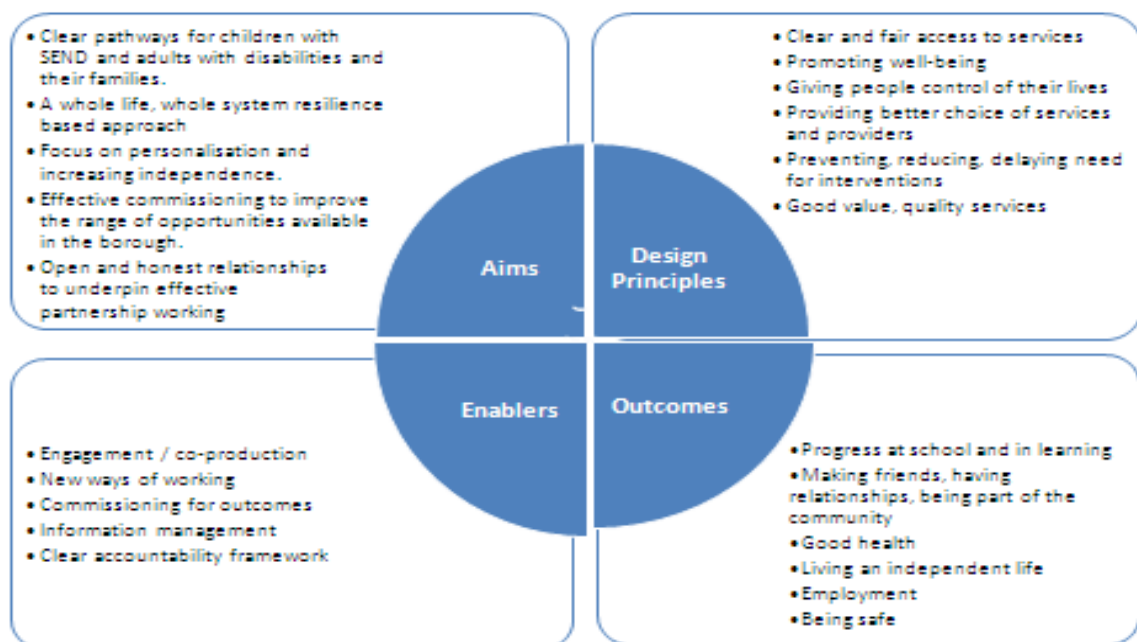 • Clear pathways for children with
SEND and adults with disabilities and
their families.
• A whole life, whole system resilience
based approach
• Focus on personalisation and
increasing independence.
• Effective commissioning to improve
the range of opportunities available
in the borough.
• Open and honest relationships
to underpin effective
partnership working
• Clear and fair access to services
• Promoting well-being
• Giving people control of their lives
• Providing better choice of services
and providers
• Preventing, reducing, delaying need
for interventions
• Good value, quality services
Aims
Design
Principles
Enablers
Outcomes
• Engagement / co-production
• New ways of working
• Commissioning for outcomes
• Information management
• Clear accountability framework
•Progress at school and in learning
•Making friends, having
relationships, being part of the
community
•Good health
•Living an independent life
•Employment
•Being safe